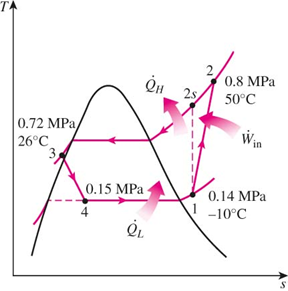 T
2
2s
Q̇H
0.8 MPa
50°C
0.72 MPa
26°C
3
Ẇin
0.15 MPa
4
Q̇L
1
0.14 MPa
–10°C
s